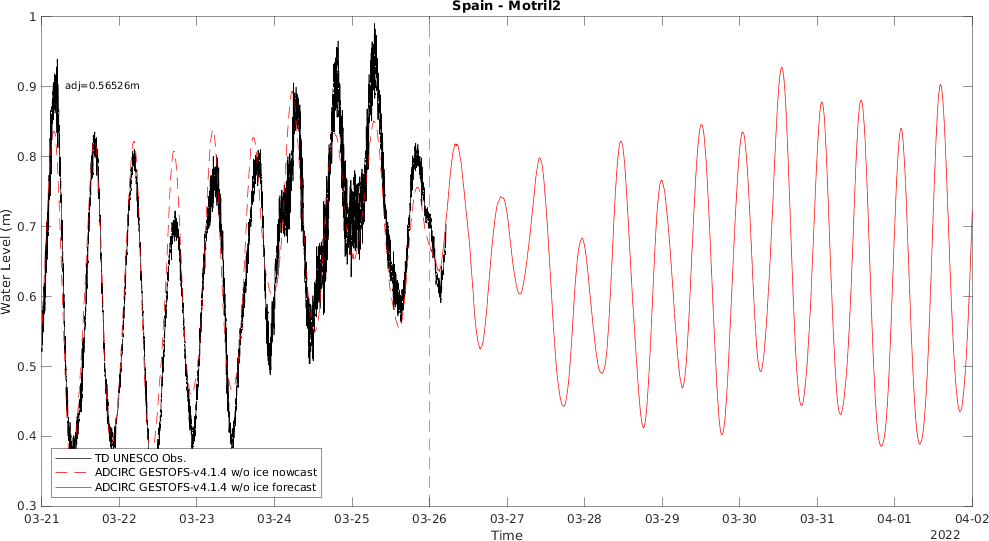 Spain - Motril2
1
0.9
0.8
0.7
0.6
0.5
0.4
0.3
Water Level (m)
adj=0.56526m
TD UNESCO Obs.
ADCIRC GESTOFS-v4.1.4 w/o ice nowcast
ADCIRC GESTOFS-v4.1.4 w/o ice forecast
03-21 03-22 03-23 03-24 03-25 03-26 03-27 03-28 03-29 03-30 03-31 04-01 04-02
Time
2022